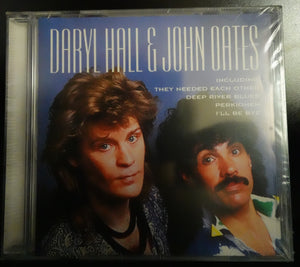 DARYL HALL & JOHN OATES
INCLUDING
THEY NEEDED EACH OTHER
DEEP RIVER BLUES
PERKIOMEN
I'LL BE BYE